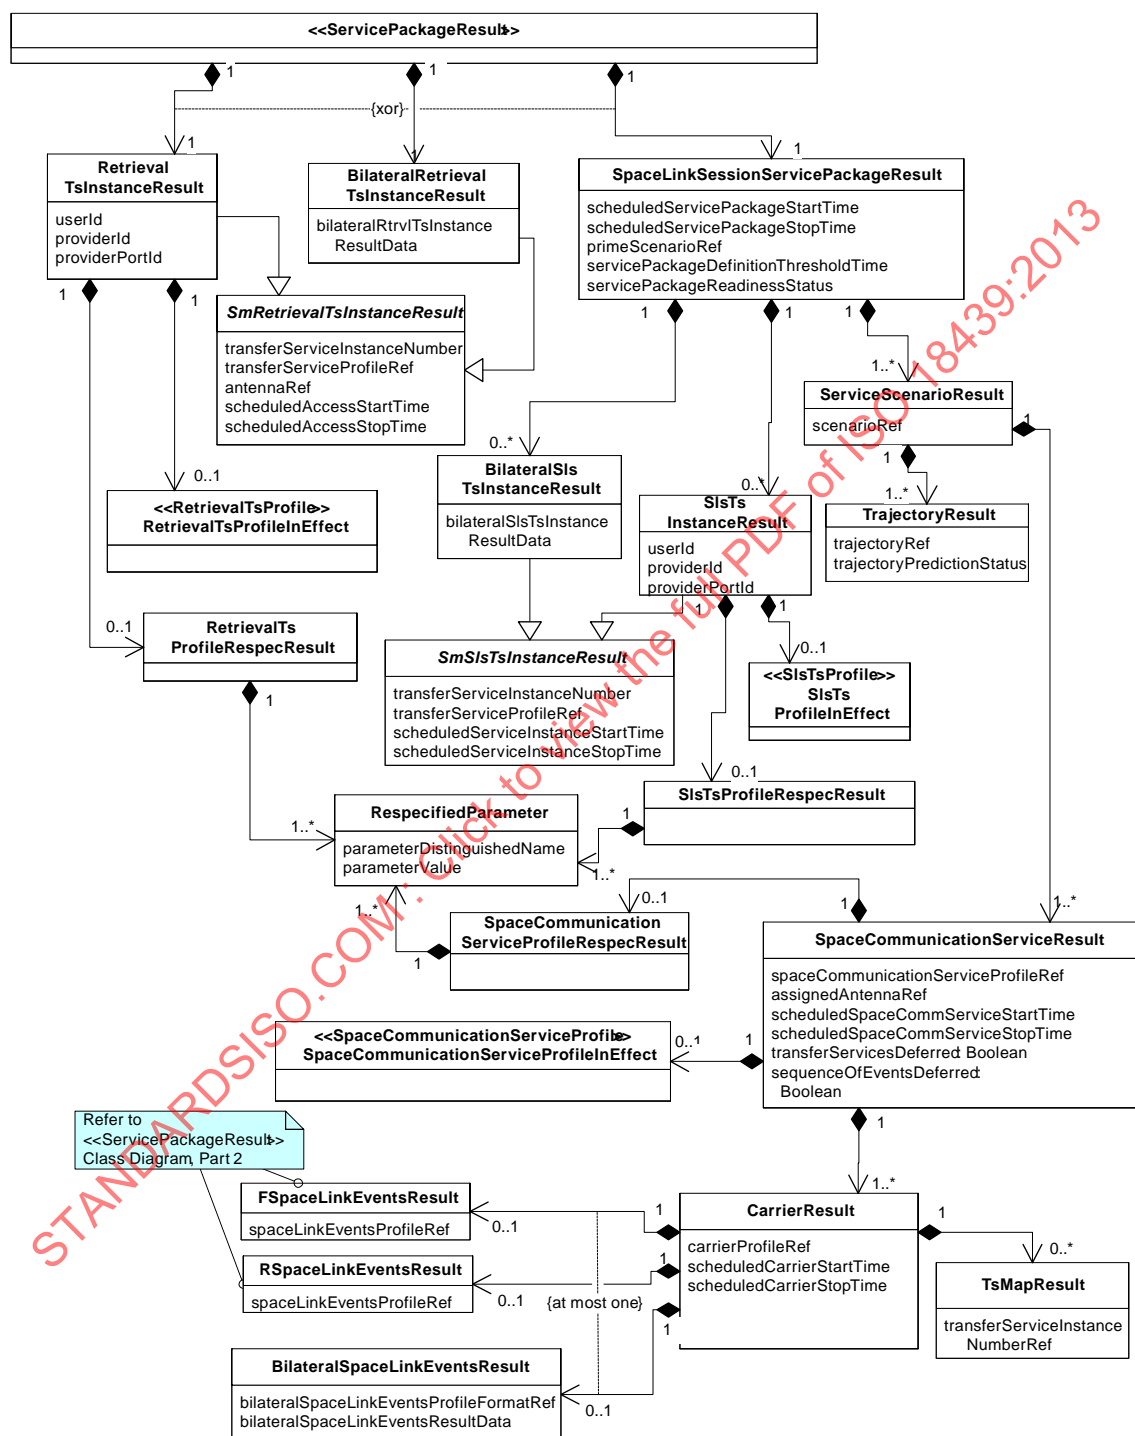 <<ServicePackageResult>>
1
1
1
{xor}
1
1
1
Retrieval
TsInstanceResult
userId
providerId
providerPortId
BilateralRetrieval
TsInstanceResult
bilateralRtrvlTsInstance
ResultData
SpaceLinkSessionServicePackageResult
scheduledServicePackageStartTime
scheduledServicePackageStopTime
primeScenarioRef
servicePackageDefinitionThresholdTime
servicePackageReadinessStatus
1
1
1
1
1
SmRetrievalTsInstanceResult
transferServiceInstanceNumber
transferServiceProfileRef
antennaRef
scheduledAccessStartTime
scheduledAccessStopTime
1..*
ServiceScenarioResult
scenarioRef
1
1
0..*
BilateralSls
TsInstanceResult
bilateralSlsTsInstance
ResultData
0..1
<<RetrievalTsProfile>>
RetrievalTsProfileInEffect
0..*
SlsTs
InstanceResult
userId
providerId
providerPortId
1
1
1..*
TrajectoryResult
trajectoryRef
trajectoryPredictionStatus
0..1
RetrievalTs
ProfileRespecResult
1
SmSlsTsInstanceResult
transferServiceInstanceNumber
transferServiceProfileRef
scheduledServiceInstanceStartTime
scheduledServiceInstanceStopTime
0..1
<<SlsTsProfile>>
SlsTs
ProfileInEffect
0..1
SlsTsProfileRespecResult
1
1..*
RespecifiedParameter
parameterDistinguishedName
parameterValue
1..*
1..*
0..1
1
1..*
SpaceCommunication
ServiceProfileRespecResult
1
SpaceCommunicationServiceResult
spaceCommunicationServiceProfileRef
assignedAntennaRef
scheduledSpaceCommServiceStartTime
scheduledSpaceCommServiceStopTime
transferServicesDeferred: Boolean
sequenceOfEventsDeferred:
Boolean
<<SpaceCommunicationServiceProfile>>
SpaceCommunicationServiceProfileInEffect
0..1
1
1
Refer to
<<ServicePackageResult>>
Class Diagram, Part 2
1..*
FSpaceLinkEventsResult
spaceLinkEventsProfileRef
0..1
1
CarrierResult
carrierProfileRef
scheduledCarrierStartTime
scheduledCarrierStopTime
1
0..*
RSpaceLinkEventsResult
spaceLinkEventsProfileRef
0..1
1
{at most one}
1
TsMapResult
transferServiceInstance
NumberRef
BilateralSpaceLinkEventsResult
bilateralSpaceLinkEventsProfileFormatRef
bilateralSpaceLinkEventsResultData
0..1
STANDARDSISO.COM : Click to view the full PDF of ISO 18439:2013